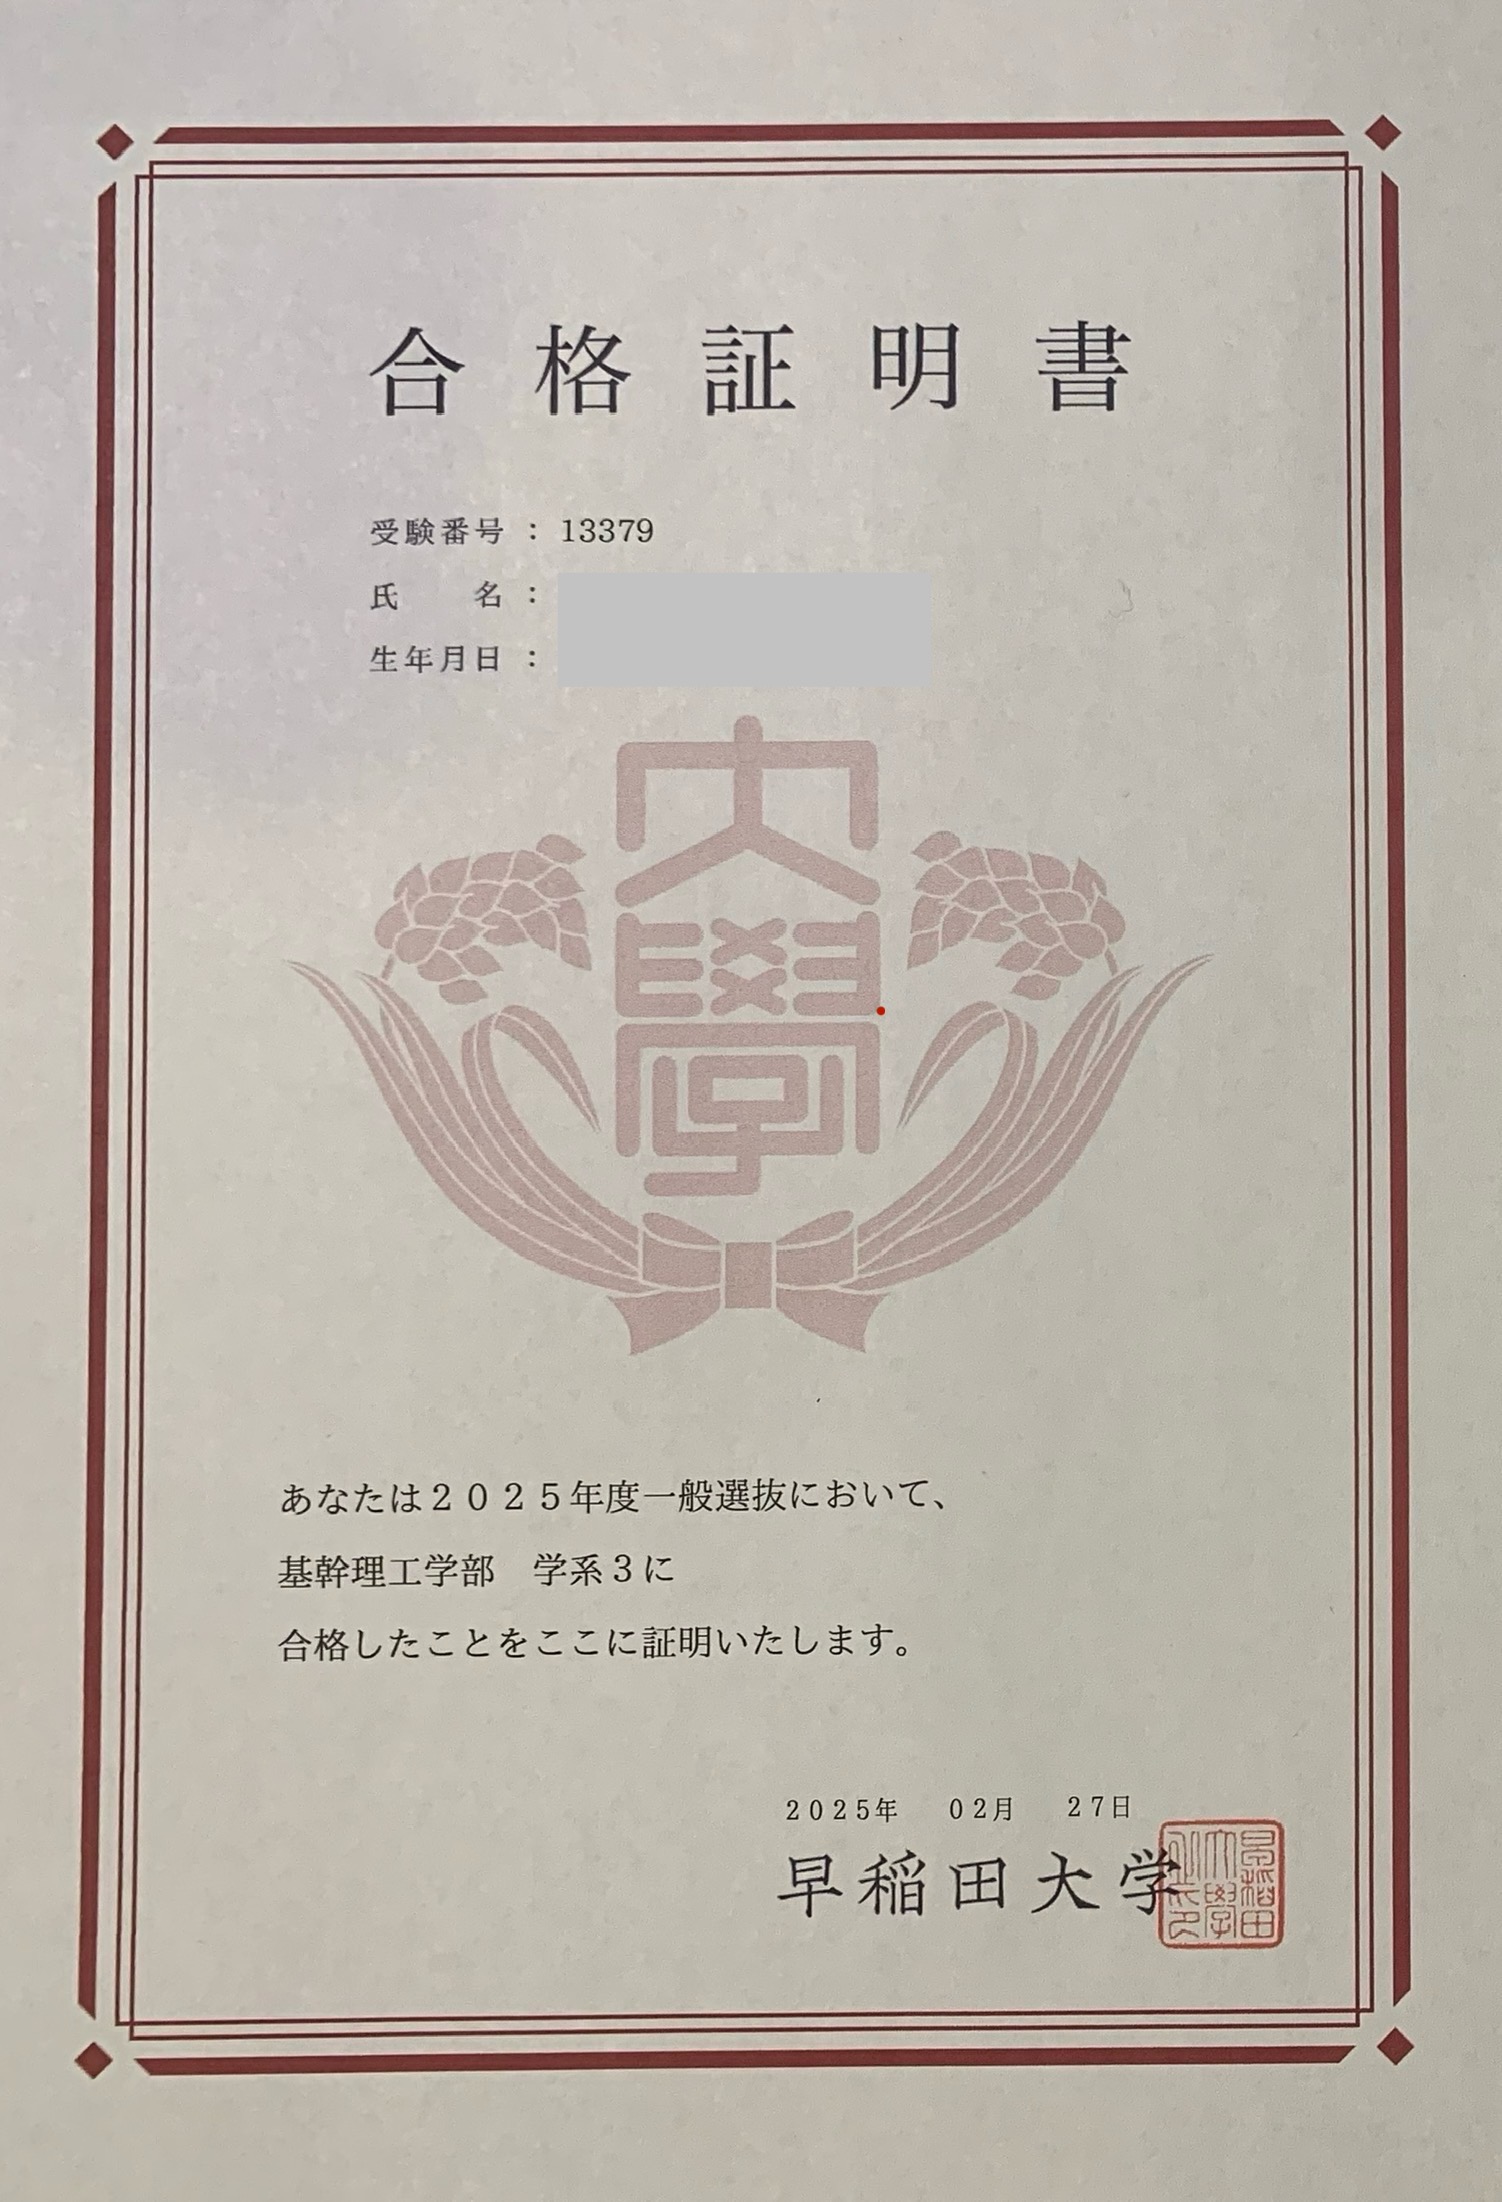 合格証明書
受験番号：13379
氏　　名：
生年月日：
大學
あなたは２０２５年度一般選抜において、
基幹理工学部　学系３に
合格したことをここに証明いたします。
2025年　02月　27日
早稲田大学